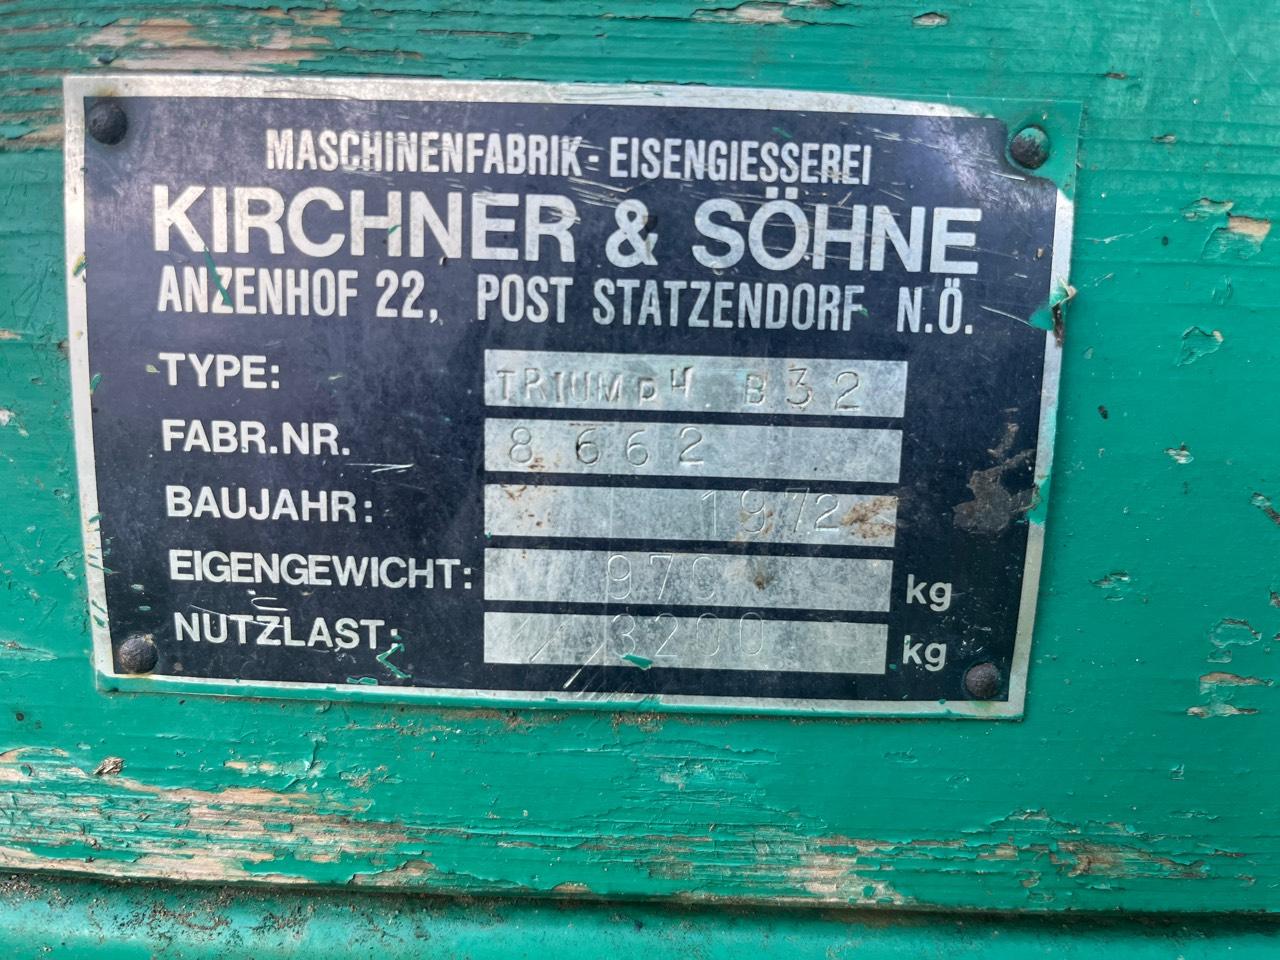 MASCHINENFABRIK - EISENGIESSEREI
KIRCHNER & SÖHNE
ANZENHOF 22, POST STATZENDORF N.Ö.
TYPE: TRIUMPH B32
FABR.NR. 8662
BAUJAHR: 1972
EIGENGEWICHT: 970 kg
NUTZLAST: 3200 kg